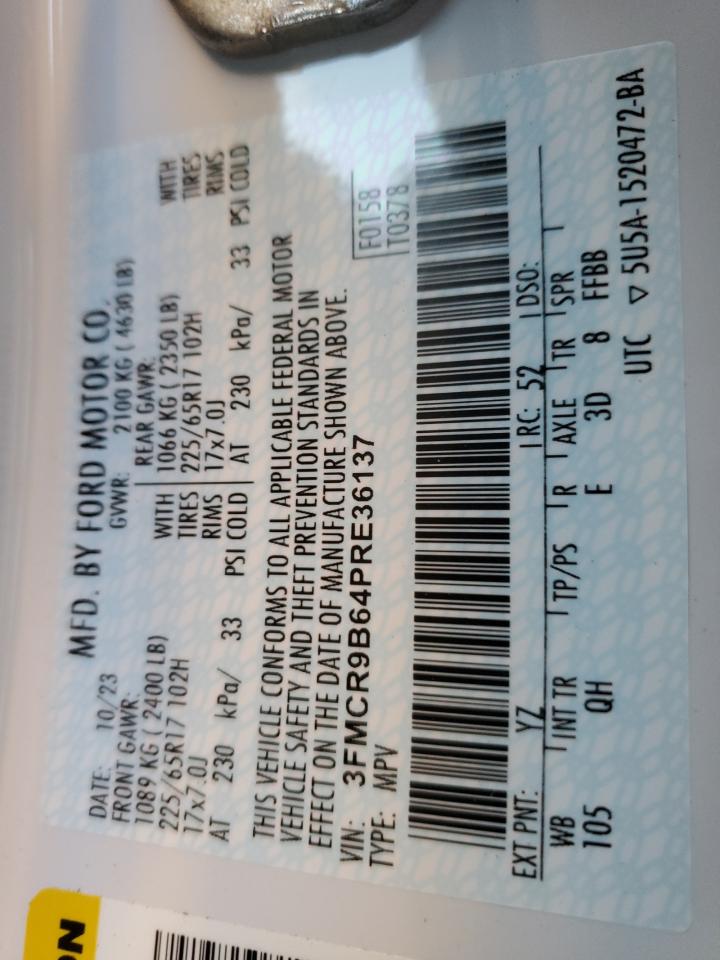 MFD. BY FORD MOTOR CO.
DATE: 10/23 GVWR: 2100 KG ( 4630 LB)
FRONT GAWR: REAR GAWR:
1089 KG ( 2400 LB) WITH 1066 KG ( 2350 LB) WITH
225/65R17 102H TIRES 225/65R17 102H TIRES
17x7.0J RIMS 17x7.0J RIMS
AT 230 kPa/ 33 PSI COLD AT 230 kPa/ 33 PSI COLD
THIS VEHICLE CONFORMS TO ALL APPLICABLE FEDERAL MOTOR
VEHICLE SAFETY AND THEFT PREVENTION STANDARDS IN
EFFECT ON THE DATE OF MANUFACTURE SHOWN ABOVE.
VIN: 3FMCR9B64PRE36137
TYPE: MPV
F0158
T0378
EXT PNT: YZ RC: 52 DSO:
WB INT TR TP/PS R AXLE TR SPR
105 QH E 3D 8 FFBB
UTC ▽ 5U5A-1520472-BA
ON